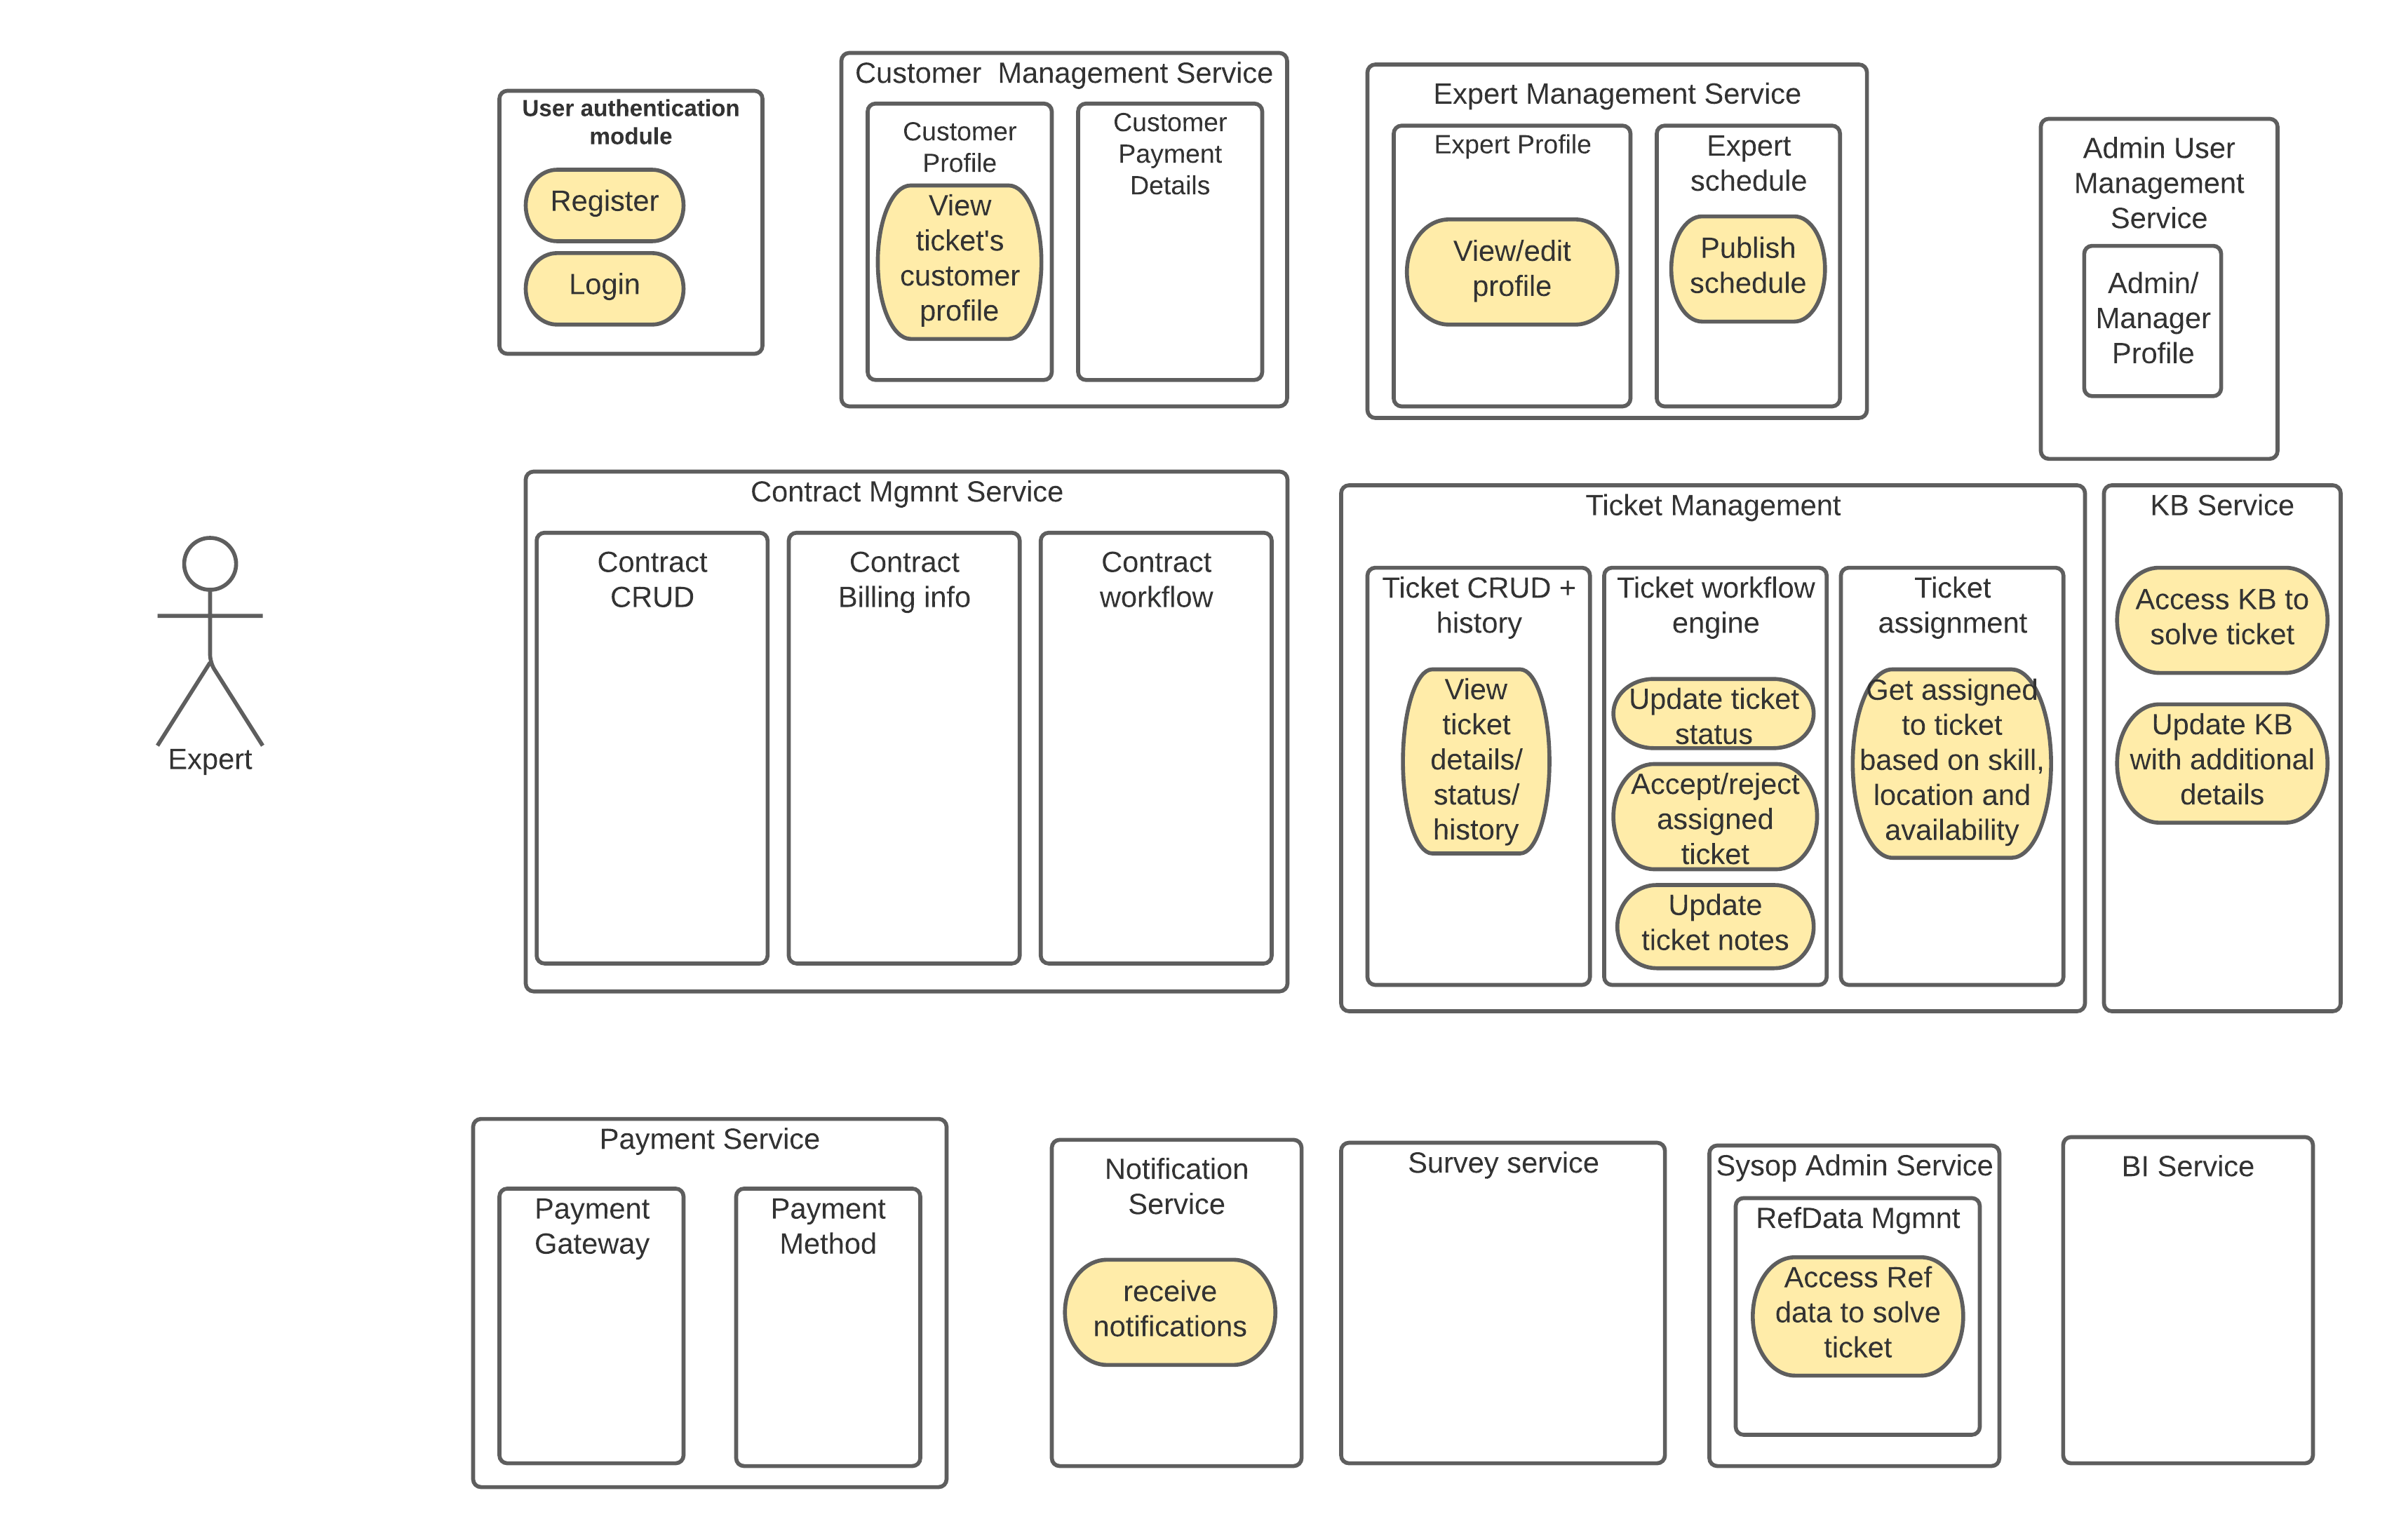 User authentication
module
Register
Login
Customer  Management Service
Customer
Profile
View
ticket's
customer
profile
Customer
Payment
Details
Expert Management Service
Expert Profile
View/edit
profile
Expert
schedule
Publish
schedule
Admin User
Management
Service
Admin/
Manager
Profile
Expert
Contract Mgmnt Service
Contract
CRUD
Contract
Billing info
Contract
workflow
Ticket Management
Ticket CRUD +
history
View
ticket
details/
status/
history
Ticket workflow
engine
Update ticket
status
Accept/reject
assigned
ticket
Update
ticket notes
Ticket
assignment
Get assigned
to ticket
based on skill,
location and
availability
KB Service
Access KB to
solve ticket
Update KB
with additional
details
Payment Service
Payment
Gateway
Payment
Method
Notification
Service
receive
notifications
Survey service
Sysop Admin Service
RefData Mgmnt
Access Ref
data to solve
ticket
BI Service